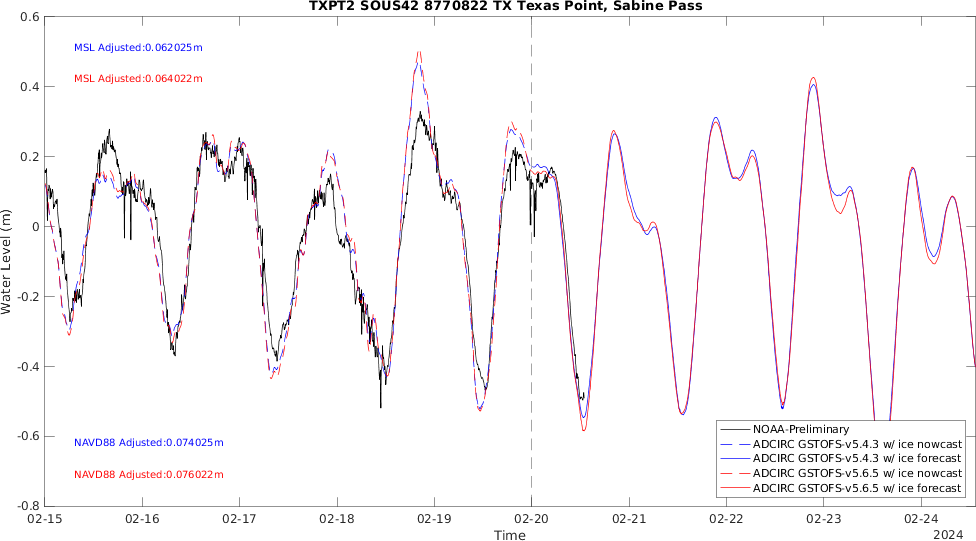 TXPT2 SOUS42 8770822 TX Texas Point, Sabine Pass
0.6
0.4
0.2
0
-0.2
-0.4
-0.6
-0.8
Water Level (m)
MSL Adjusted:0.062025m
MSL Adjusted:0.064022m
NAVD88 Adjusted:0.074025m
NAVD88 Adjusted:0.076022m
NOAA-Preliminary
ADCIRC GSTOFS-v5.4.3 w/ ice nowcast
ADCIRC GSTOFS-v5.4.3 w/ ice forecast
ADCIRC GSTOFS-v5.6.5 w/ ice nowcast
ADCIRC GSTOFS-v5.6.5 w/ ice forecast
02-15 02-16 02-17 02-18 02-19 02-20 02-21 02-22 02-23 02-24
Time
2024